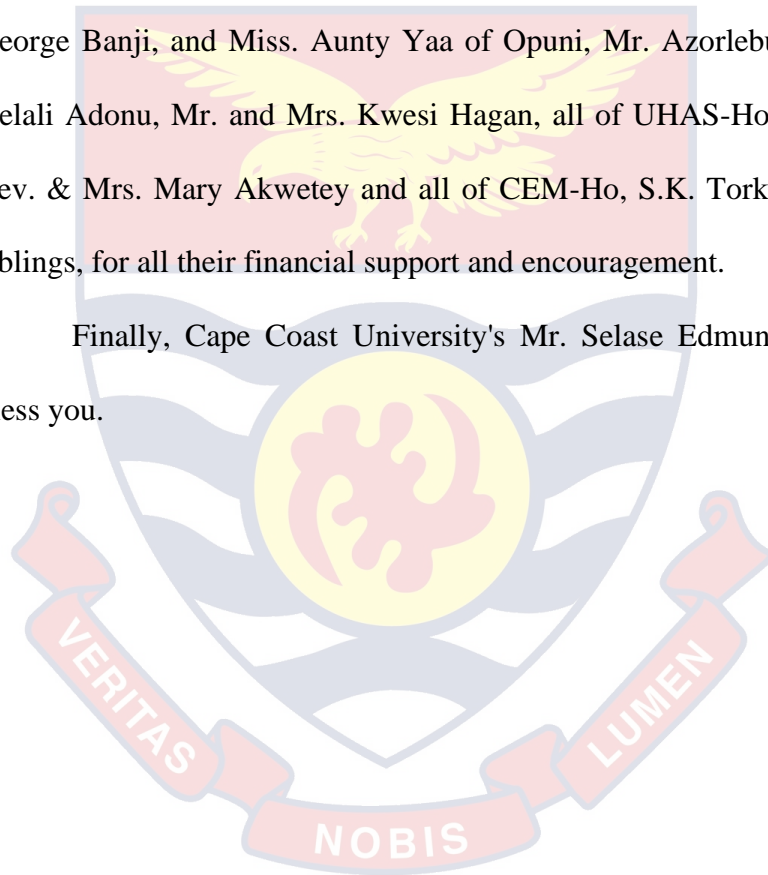 eorge Banji, and Miss. Aunty Yaa of Opuni, Mr. Azorlebu
elali Adonu, Mr. and Mrs. Kwesi Hagan, all of UHAS-Ho
ev. & Mrs. Mary Akwetey and all of CEM-Ho, S.K. Tork
blings, for all their financial support and encouragement.
Finally, Cape Coast University's Mr. Selase Edmun
ess you.
VERITAS
NOBIS
LUMEN